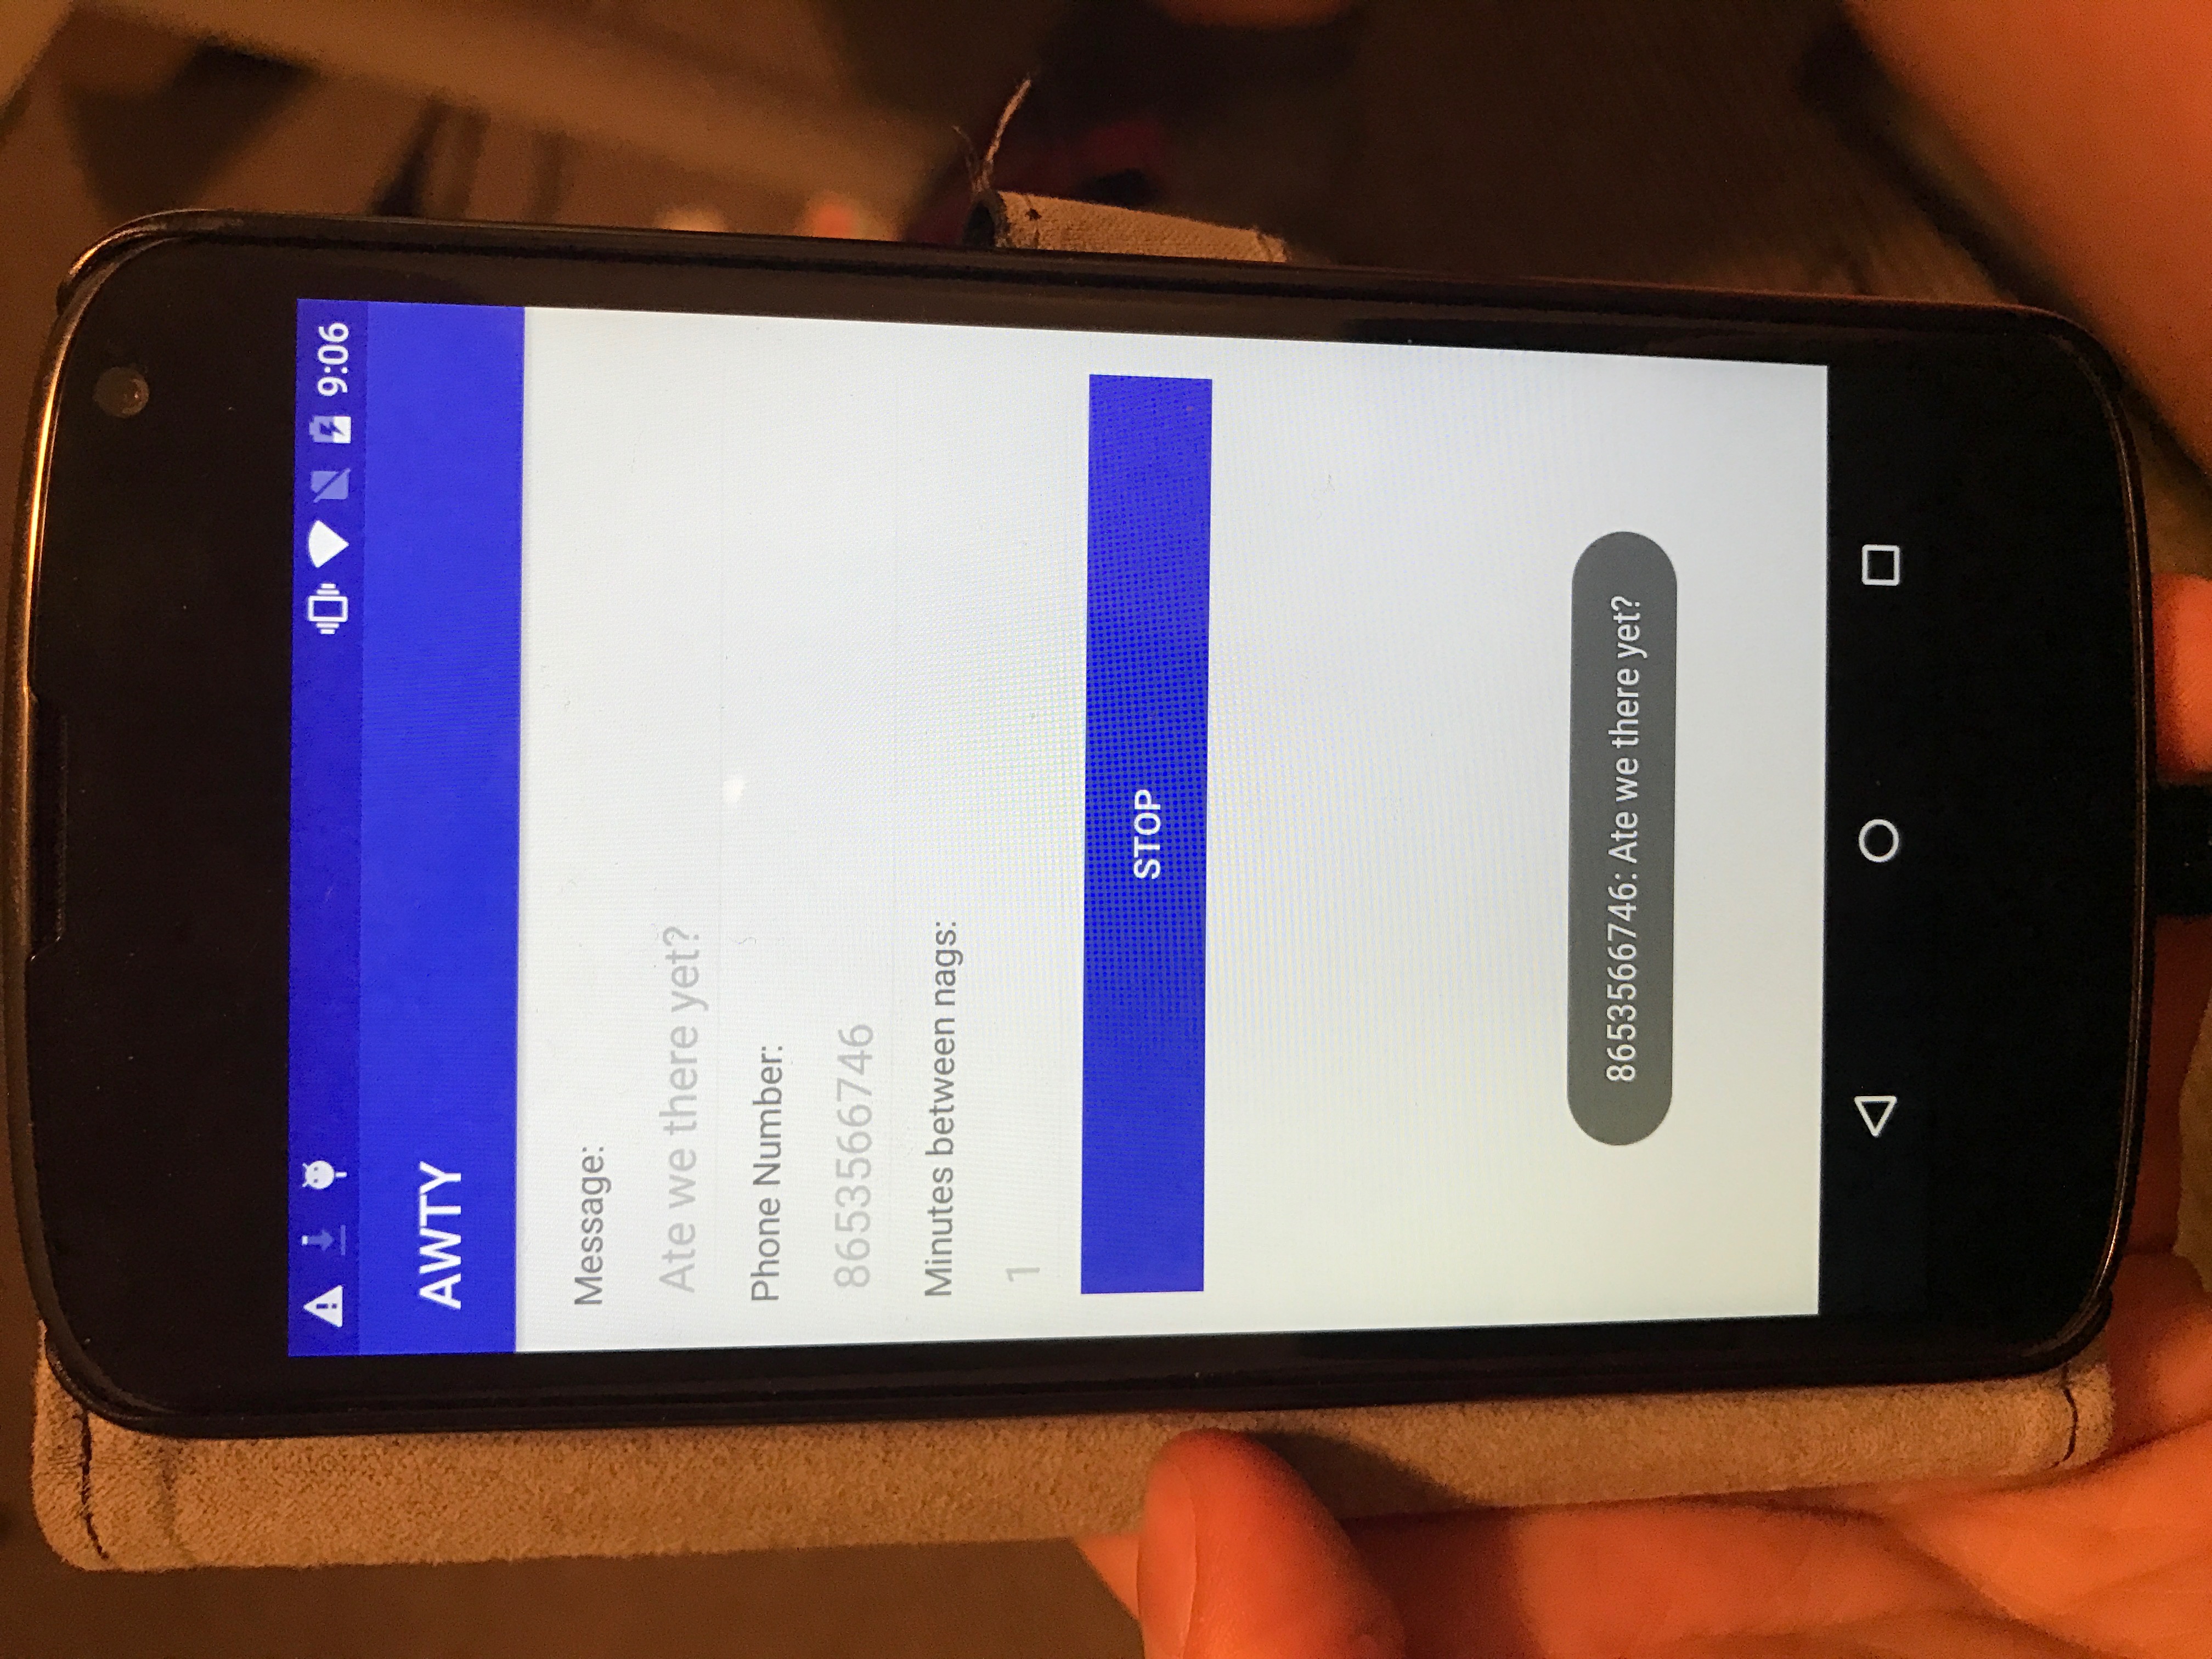 9:06
AWTY
Message:
Ate we there yet?
Phone Number:
8653566746
Minutes between nags:
1
STOP
8653566746: Ate we there yet?